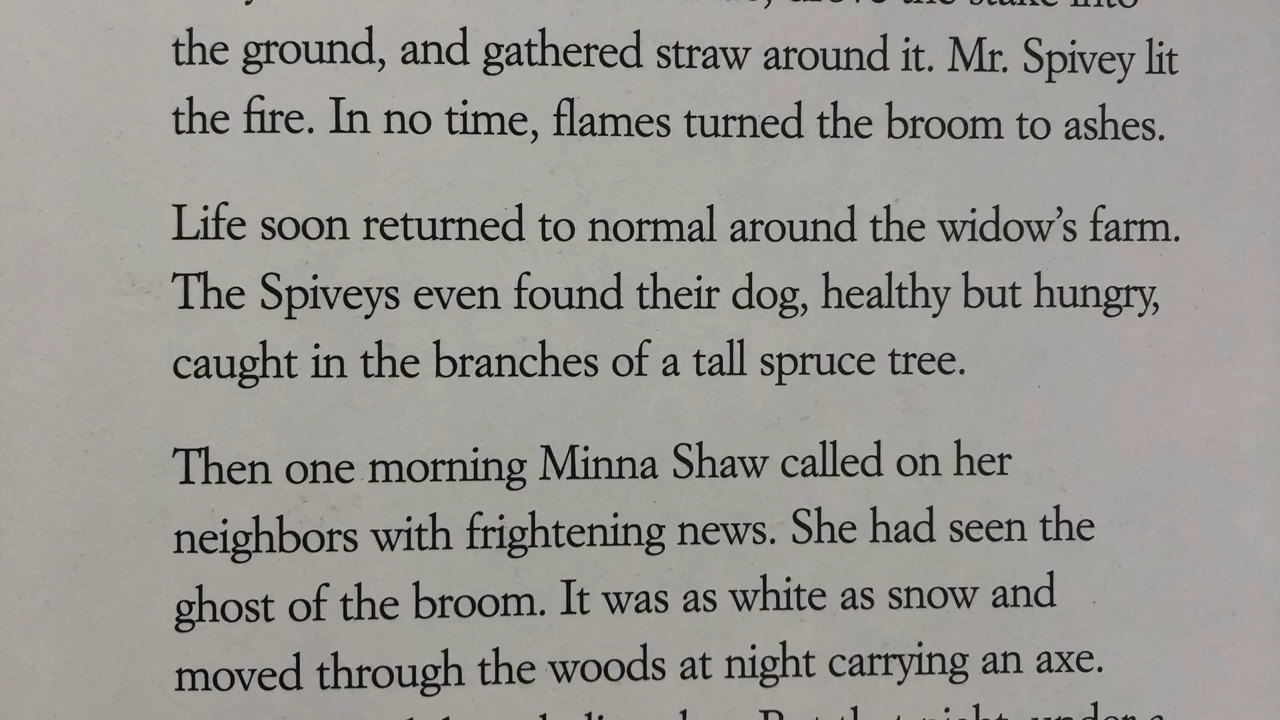 the ground, and gathered straw around it. Mr. Spivey lit
the fire. In no time, flames turned the broom to ashes.
Life soon returned to normal around the widow’s farm.
The Spiveys even found their dog, healthy but hungry,
caught in the branches of a tall spruce tree.
Then one morning Minna Shaw called on her
neighbors with frightening news. She had seen the
ghost of the broom. It was as white as snow and
moved through the woods at night carrying an axe.